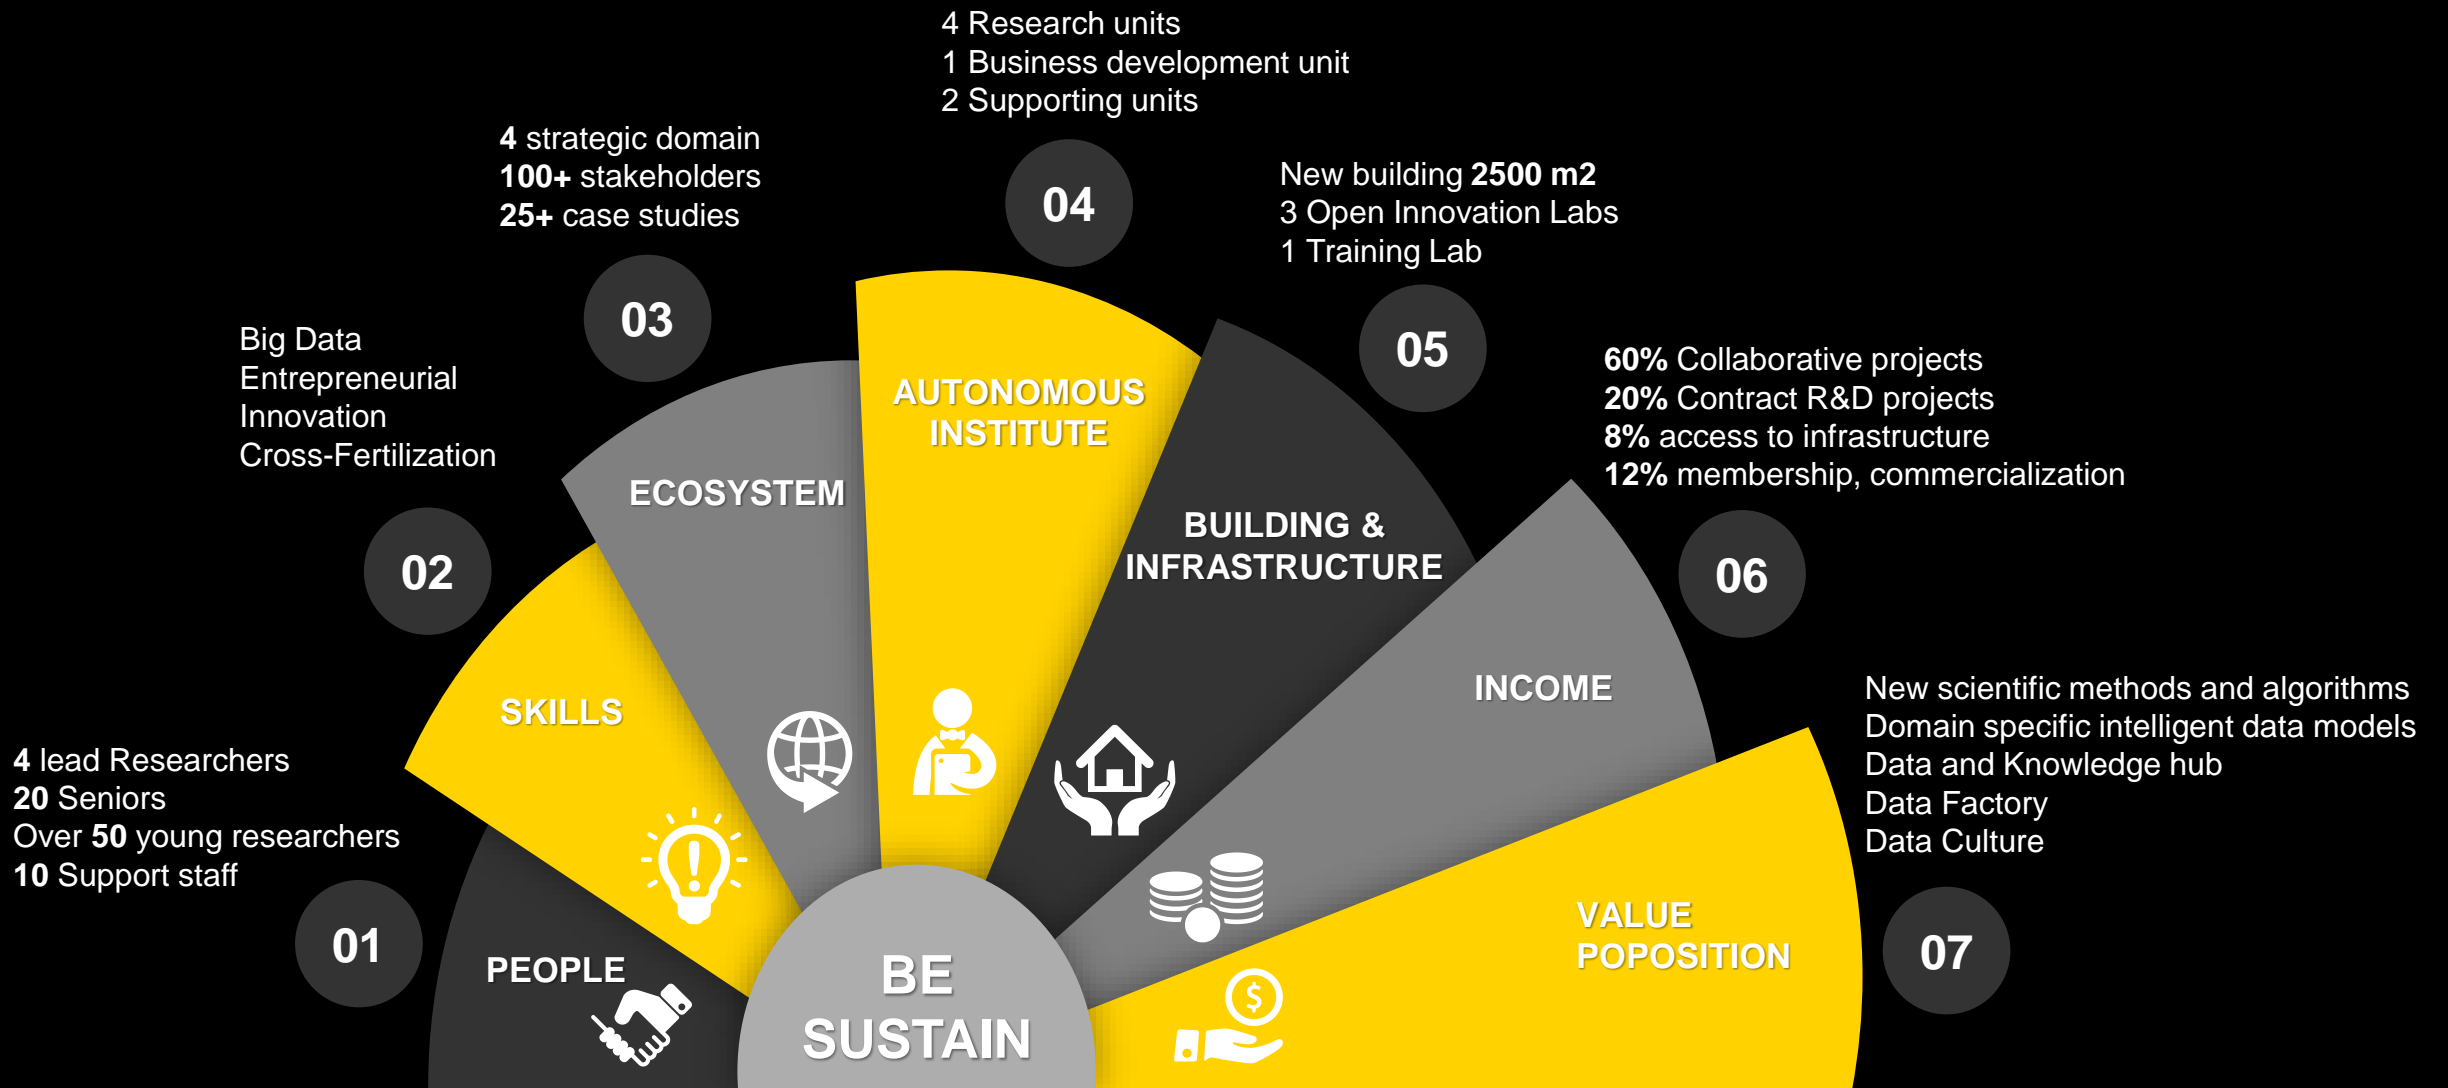 4 lead Researchers
20 Seniors
Over 50 young researchers
10 Support staff
01
PEOPLE
Big Data
Entrepreneurial
Innovation
Cross-Fertilization
02
SKILLS
4 strategic domain
100+ stakeholders
25+ case studies
03
ECOSYSTEM
4 Research units
1 Business development unit
2 Supporting units
04
AUTONOMOUS
INSTITUTE
New building 2500 m2
3 Open Innovation Labs
1 Training Lab
05
BUILDING &
INFRASTRUCTURE
60% Collaborative projects
20% Contract R&D projects
8% access to infrastructure
12% membership, commercialization
06
INCOME
New scientific methods and algorithms
Domain specific intelligent data models
Data and Knowledge hub
Data Factory
Data Culture
07
VALUE
POPOSITION
$
BE
SUSTAIN